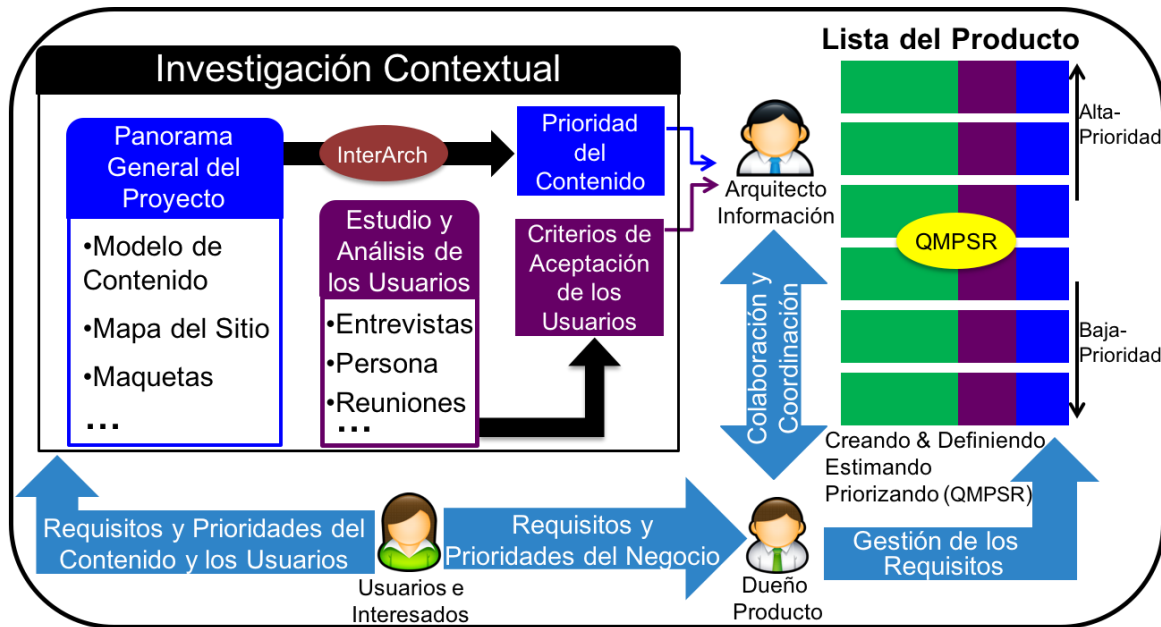 Investigación Contextual
Panorama
General del
Proyecto
•Modelo de
Contenido
•Mapa del Sitio
•Maquetas
...
InterArch
Estudio y
Análisis de
los Usuarios
•Entrevistas
•Persona
•Reuniones
...
Prioridad
del
Contenido
Criterios de
Aceptación
de los
Usuarios
Arquitecto
Información
Colaboración y
Coordinación
Lista del Producto
QMPSR
Alta-
Prioridad
Baja-
Prioridad
Creando & Definiendo
Estimando
Priorizando (QMPSR)
Requisitos y Prioridades del
Contenido y los Usuarios
Usuarios e
Interesados
Requisitos y
Prioridades del Negocio
Dueño
Producto
Gestión de los
Requisitos